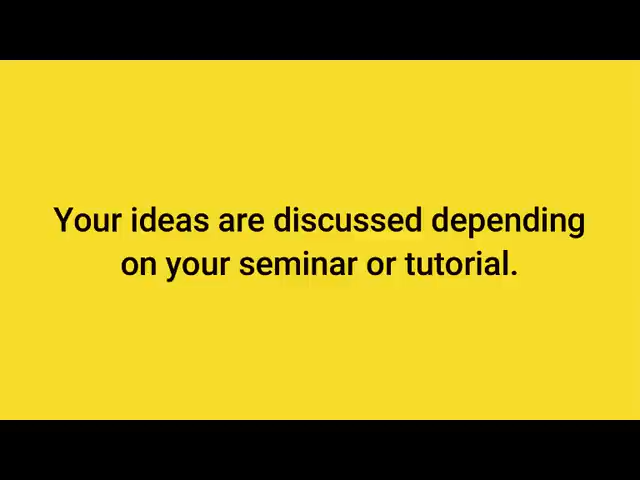 Your ideas are discussed depending
on your seminar or tutorial.